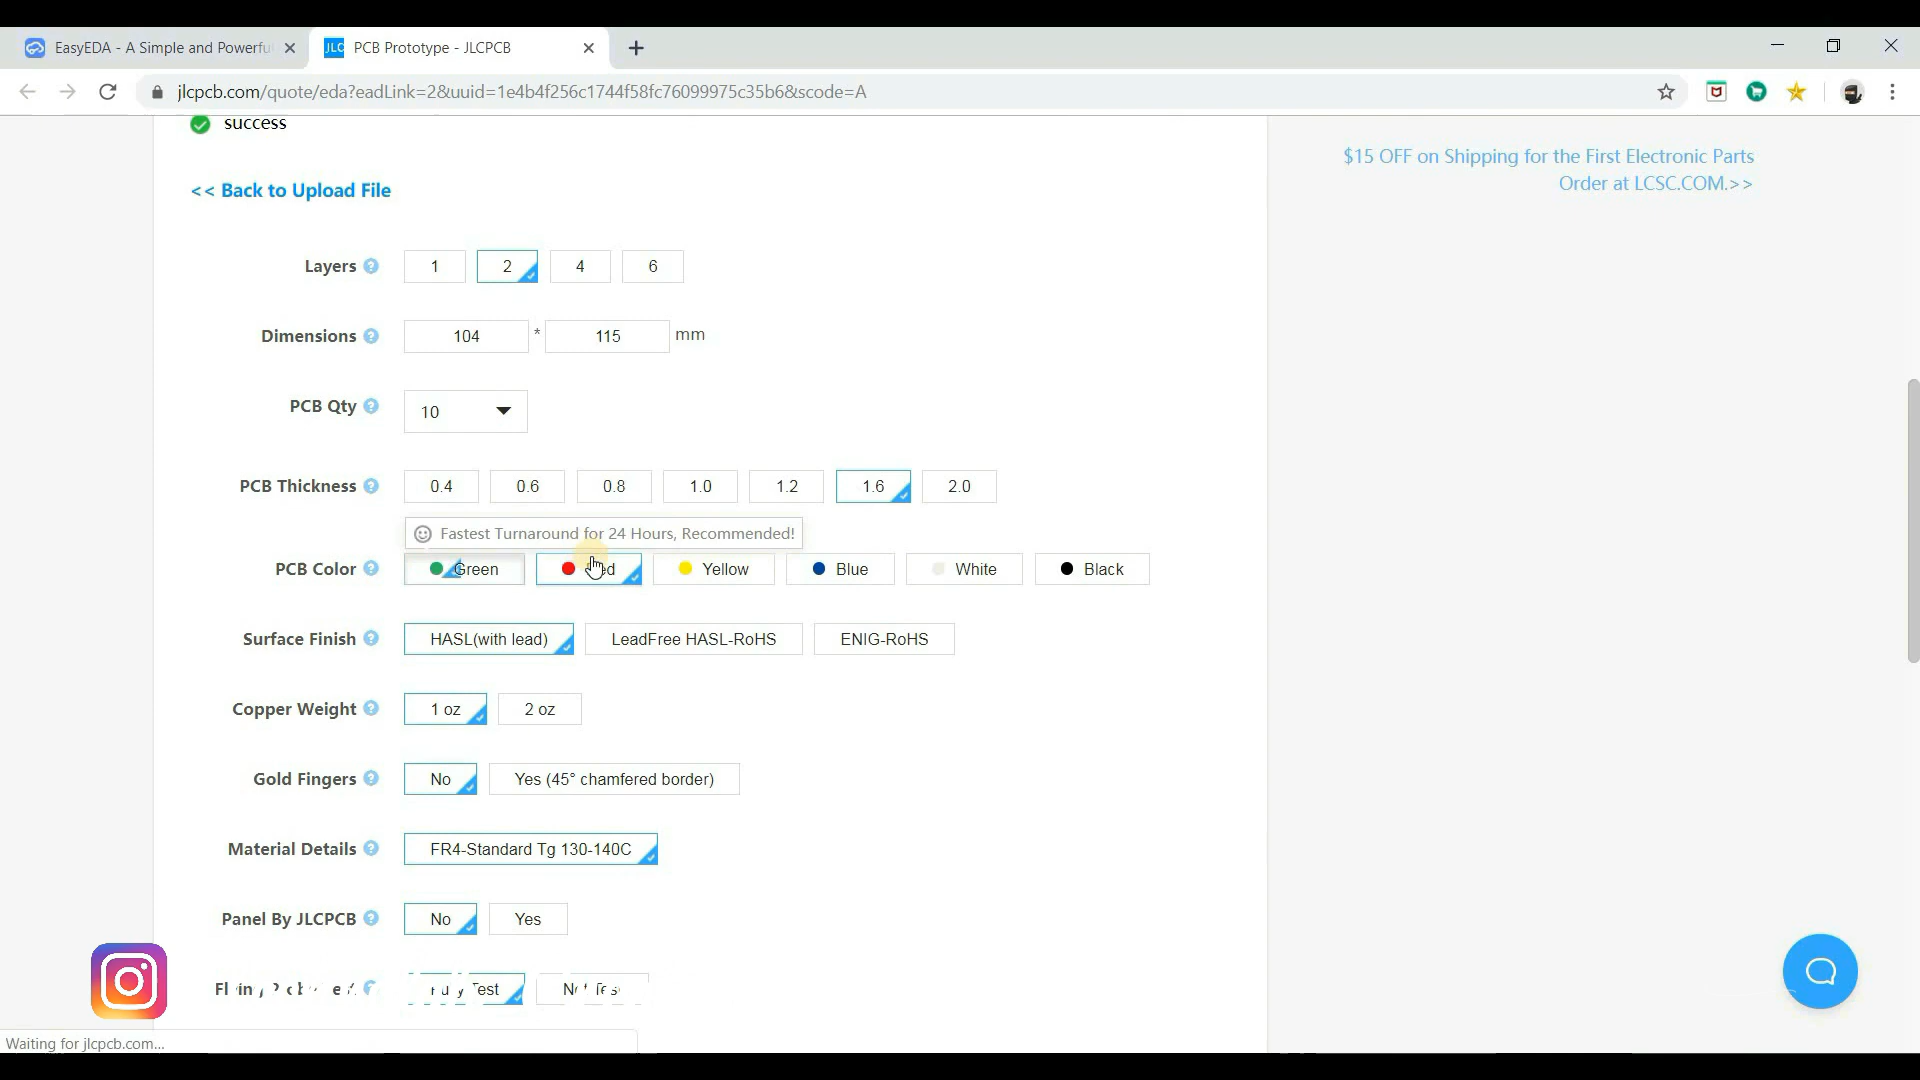 EasyEDA - A Simple and Powerfu
JLC PCB Prototype - JLCPCB
jlcpcb.com/quote/eda?eadLink=2&uuid=1e4b4f256c1744f58fc76099975c35b6&scode=A
success
$15 OFF on Shipping for the First Electronic Parts
Order at LCSC.COM.>>
<< Back to Upload File
Layers ? 1 2 4 6
Dimensions ? 104 * 115 mm
PCB Qty ? 10
PCB Thickness ? 0.4 0.6 0.8 1.0 1.2 1.6 2.0
Fastest Turnaround for 24 Hours, Recommended!
PCB Color ? Green Yellow Blue White Black
Surface Finish ? HASL(with lead) LeadFree HASL-RoHS ENIG-RoHS
Copper Weight ? 1 oz 2 oz
Gold Fingers ? No Yes (45° chamfered border)
Material Details ? FR4-Standard Tg 130-140C
Panel By JLCPCB ? No Yes
Test
Waiting for jlcpcb.com...